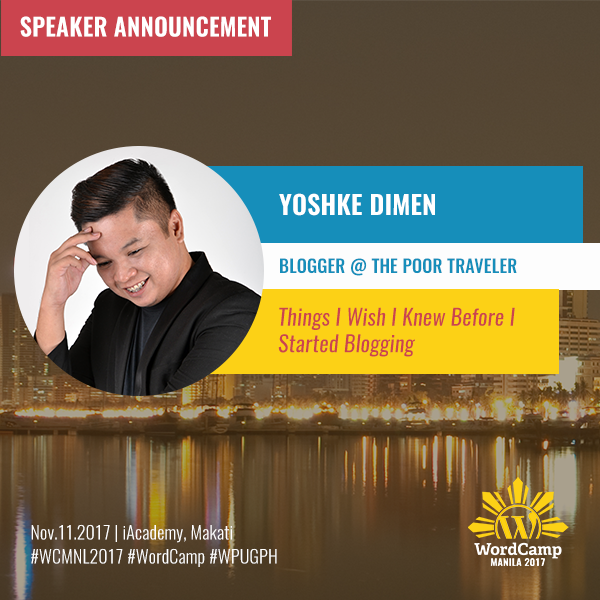 SPEAKER ANNOUNCEMENT
YOSHKE DIMEN
BLOGGER @ THE POOR TRAVELER
Things I Wish I Knew Before I
Started Blogging
Nov.11.2017 | iAcademy, Makati
#WCMNL2017 #WordCamp #WPUGPH
W
WordCamp
MANILA 2017